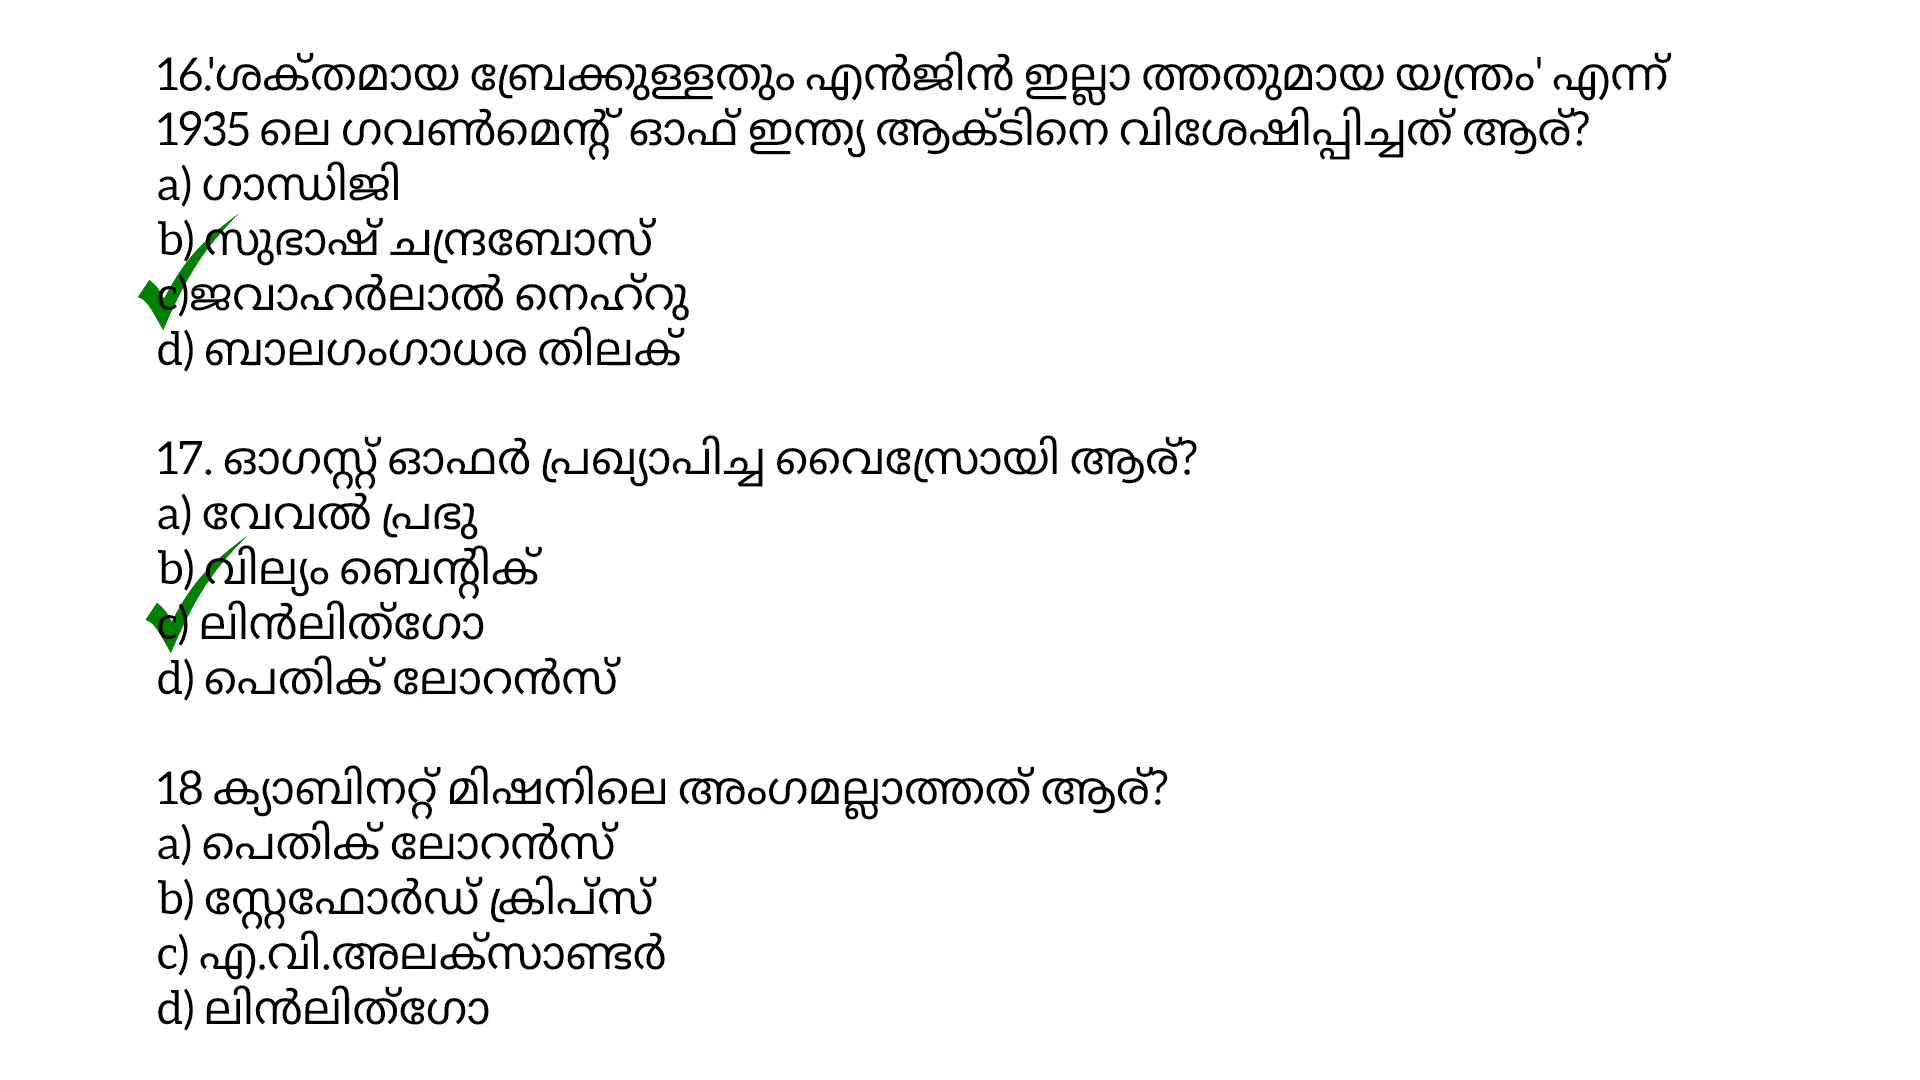 16.'ശക്തമായ ബ്രേക്കുള്ളതും എൻജിൻ ഇല്ലാ ത്തതുമായ യന്ത്രം' എന്ന്
1935 ലെ ഗവൺമെന്റ് ഓഫ് ഇന്ത്യ ആക്ടിനെ വിശേഷിപ്പിച്ചത് ആര്?
a) ഗാന്ധിജി
b) സുഭാഷ് ചന്ദ്രബോസ്
c)ജവാഹർലാൽ നെഹ്റു
d) ബാലഗംഗാധര തിലക്
17. ഓഗസ്റ്റ് ഓഫർ പ്രഖ്യാപിച്ച വൈസ്രോയി ആര്?
a) വേവൽ പ്രഭു
b) വില്യം ബെന്റിക്
c) ലിൻലിത്ഗോ
d) പെതിക് ലോറൻസ്
18 ക്യാബിനറ്റ് മിഷനിലെ അംഗമല്ലാത്തത് ആര്?
a) പെതിക് ലോറൻസ്
b) സ്റ്റേഫോർഡ് ക്രിപ്സ്
c) എ.വി.അലക്സാണ്ടർ
d) ലിൻലിത്ഗോ